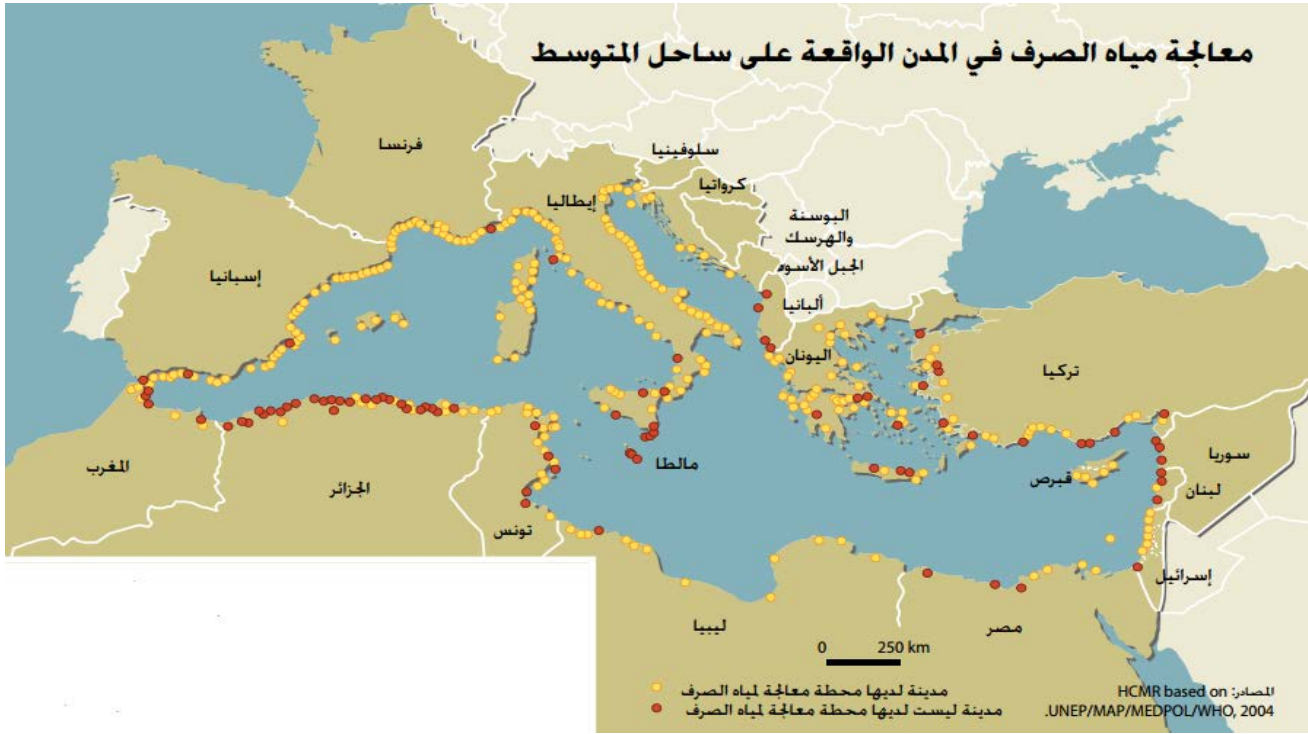 معالجة مياه الصرف في المدن الواقعة على ساحل المتوسط
فرنسا
سلوفينيا
كرواتيا
إيطاليا
البوسنة
والهرسك
الجبل الأسود
ألبانيا
إسبانيا
اليونان
تركيا
المغرب
الجزائر
تونس
مالطا
قبرص
سوريا
لبنان
إسرائيل
ليبيا
مصر
0 250 km
مدينة لديها محطة معالجة لمياه الصرف
مدينة ليست لديها محطة معالجة لمياه الصرف
المصادر: HCMR based on
UNEP/MAP/MEDPOL/WHO, 2004.